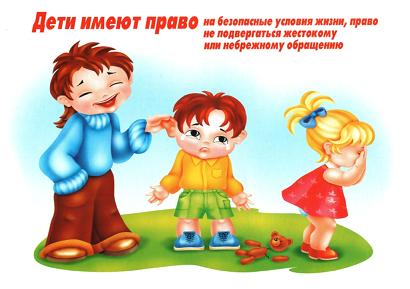 Дети имеют право на безопасные условия жизни, право
не подвергаться жестокому
или небрежному обращению